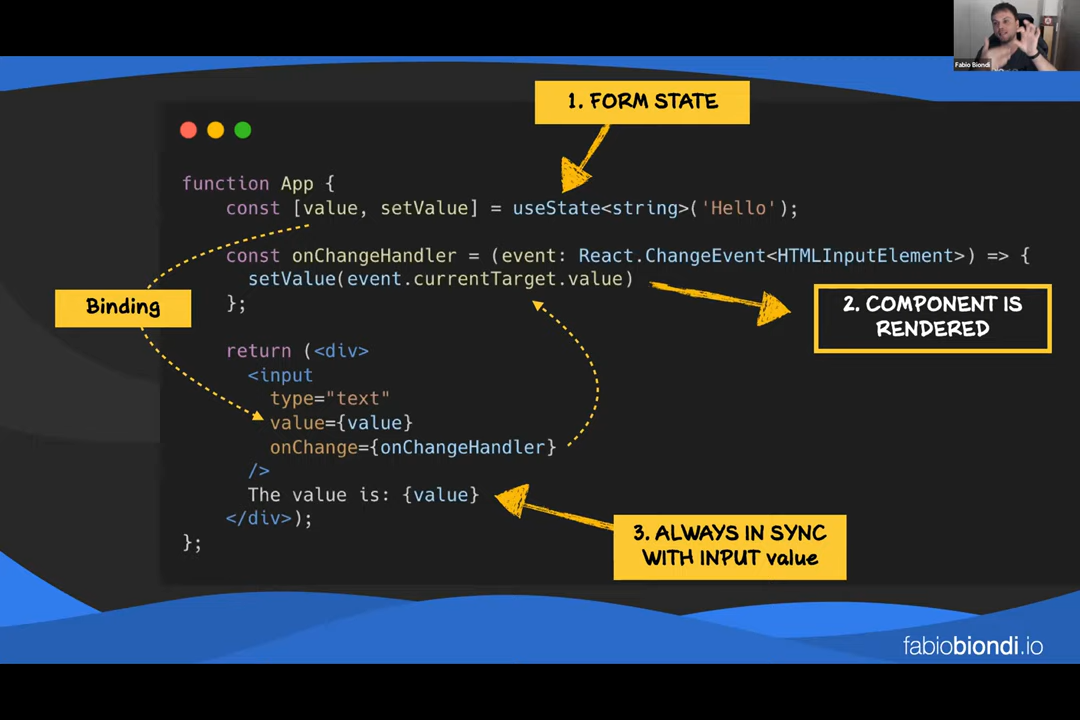 Fabio Biondi
1. FORM STATE
function App {
const [value, setValue] = useState<string>('Hello');
const onChangeHandler = (event: React.ChangeEvent<HTMLInputElement>) => {
setValue(event.currentTarget.value)
};
Binding
2. COMPONENT IS
RENDERED
return (<div>
<input
type="text"
value={value}
onChange={onChangeHandler}
/>
The value is: {value}
</div>);
};
3. ALWAYS IN SYNC
WITH INPUT value
fabiobiondi.io